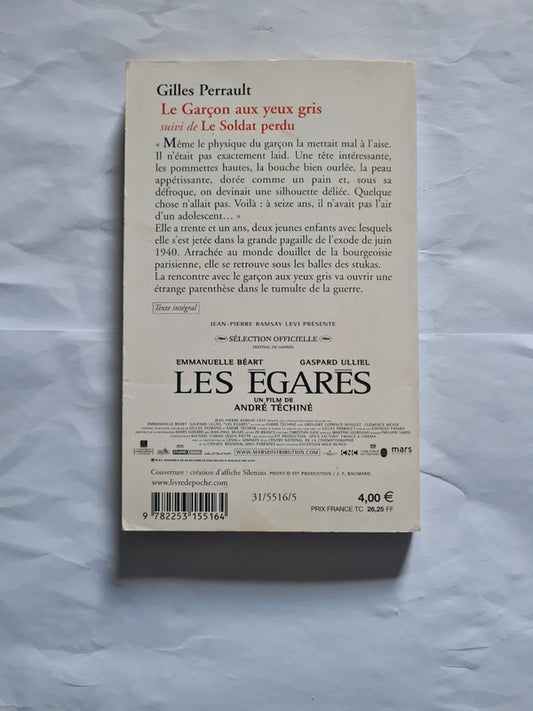 Gilles Perrault
Le Garçon aux yeux gris
suivi de Le Soldat perdu
« Même le physique du garçon la mettait mal à l'aise.
Il n'était pas exactement laid. Une tête intéressante,
les pommettes hautes, la bouche bien ourlée, la peau
appétissante, dorée comme un pain et, sous sa
défroque, on devinait une silhouette déliée. Quelque
chose n'allait pas. Voilà : à seize ans, il n'avait pas l'air
d'un adolescent… »
Elle a trente et un ans, deux jeunes enfants avec lesquels
elle s'est jetée dans la grande pagaille de l'exode de juin
1940. Arrachée au monde douillet de la bourgeoisie
parisienne, elle se retrouve sous les balles des stukas.
La rencontre avec le garçon aux yeux gris va ouvrir une
étrange parenthèse dans le tumulte de la guerre.
Texte intégral
JEAN-PIERRE RAMSAY LEVI PRÉSENTE
SÉLECTION OFFICIELLE
FESTIVAL DE CANNES
EMMANUELLE BÉART GASPARD ULLIEL
LES ÉGARÉS
UN FILM DE
ANDRÉ TÉCHINÉ
WWW.MARSDISTRIBUTION.COM
CNC
mars
Couverture : création d'affiche Silenzio. PHOTO © FIT PRODUCTION / J. F. BAUMARD.
www.livredepoche.com
31/5516/5
4,00 €
PRIX FRANCE TC 26,25 FF
9 782253 155164